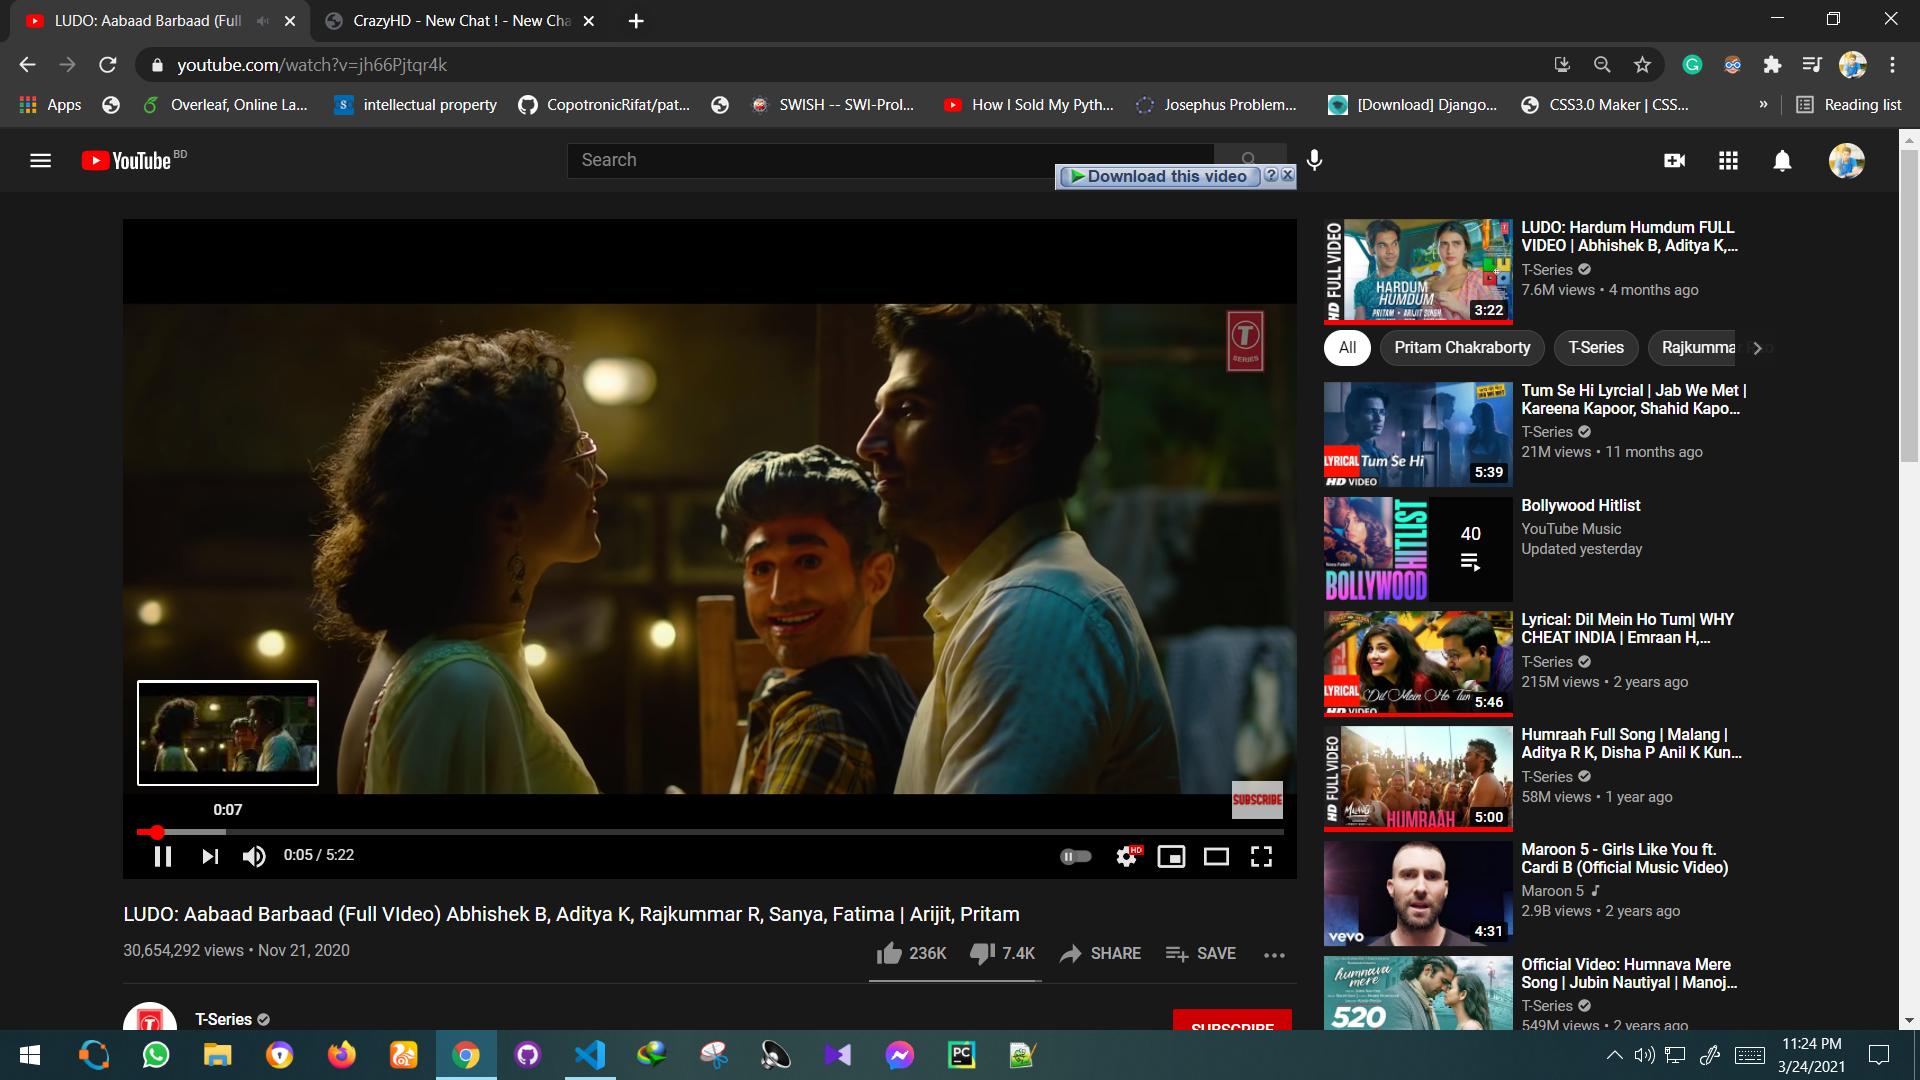 LUDO: Aabaad Barbaad (Full
CrazyHD - New Chat ! - New Cha
youtube.com/watch?v=jh66Pjtqr4k
Apps
Overleaf, Online La...
intellectual property
CopotronicRifat/pat...
SWISH -- SWI-Prol...
How I Sold My Pyth...
Josephus Problem...
[Download] Django...
CSS3.0 Maker | CSS...
»
Reading list
YouTube BD
Search
Download this video
T
SERIES
SUBSCRIBE
0:07
0:05 / 5:22
HD
LUDO: Aabaad Barbaad (Full VIdeo) Abhishek B, Aditya K, Rajkummar R, Sanya, Fatima | Arijit, Pritam
30,654,292 views • Nov 21, 2020
236K
7.4K
SHARE
SAVE
T-Series
SUBSCRIBE
HD FULL VIDEO
HARDUM
HUMDUM
PRITAM • ARIJIT SINGH
3:22
LUDO: Hardum Humdum FULL
VIDEO | Abhishek B, Aditya K,...
T-Series
7.6M views • 4 months ago
All
Pritam Chakraborty
T-Series
Rajkumma
LYRICAL Tum Se Hi
HD VIDEO
5:39
Tum Se Hi Lyrcial | Jab We Met |
Kareena Kapoor, Shahid Kapo...
T-Series
21M views • 11 months ago
BOLLYWOOD
HITLIST
40
Bollywood Hitlist
YouTube Music
Updated yesterday
LYRICAL Dil Mein Ho Tum
HD VIDEO
5:46
Lyrical: Dil Mein Ho Tum| WHY
CHEAT INDIA | Emraan H,...
T-Series
215M views • 2 years ago
HD FULL VIDEO
MALANG
HUMRAAH
5:00
Humraah Full Song | Malang |
Aditya R K, Disha P Anil K Kun...
T-Series
58M views • 1 year ago
vevo
4:31
Maroon 5 - Girls Like You ft.
Cardi B (Official Music Video)
Maroon 5
2.9B views • 2 years ago
humnava
mere
520
Official Video: Humnava Mere
Song | Jubin Nautiyal | Manoj...
T-Series
549M views • 2 years ago
PC
11:24 PM
3/24/2021